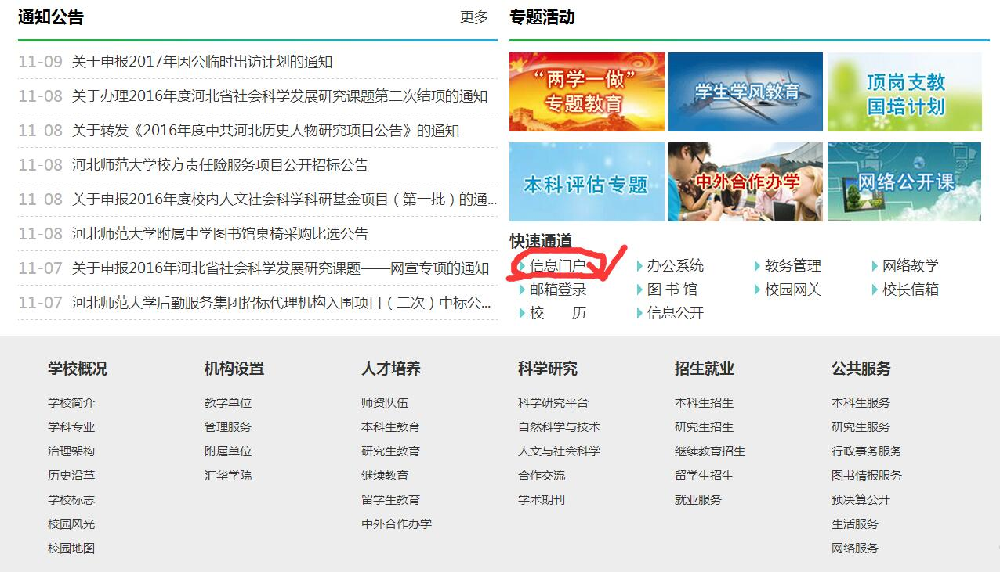 通知公告
更多
11-09 关于申报2017年因公临时出访计划的通知
11-08 关于办理2016年度河北省社会科学发展研究课题第二次结项的通知
11-08 关于转发《2016年度中共河北历史人物研究项目公告》的通知
11-08 河北师范大学校方责任险服务项目公开招标公告
11-08 关于申报2016年度校内人文社会科学科研基金项目（第一批）的通...
11-08 河北师范大学附属中学图书馆桌椅采购比选公告
11-07 关于申报2016年河北省社会科学发展研究课题——网宣专项的通知
11-07 河北师范大学后勤服务集团招标代理机构入围项目（二次）中标公...
专题活动
“两学一做”
专题教育
学生学风教育
顶岗支教
国培计划
本科评估专题
中外合作办学
网络公开课
快速通道
信息门户 办公系统 教务管理 网络教学
邮箱登录 图 书 馆 校园网关 校长信箱
校 历 信息公开
学校概况
学校简介
学科专业
治理架构
历史沿革
学校标志
校园风光
校园地图
机构设置
教学单位
管理服务
附属单位
汇华学院
人才培养
师资队伍
本科生教育
研究生教育
继续教育
留学生教育
中外合作办学
科学研究
科学研究平台
自然科学与技术
人文与社会科学
合作交流
学术期刊
招生就业
本科生招生
研究生招生
继续教育招生
留学生招生
就业服务
公共服务
本科生服务
研究生服务
行政事务服务
图书情报服务
预决算公开
生活服务
网络服务